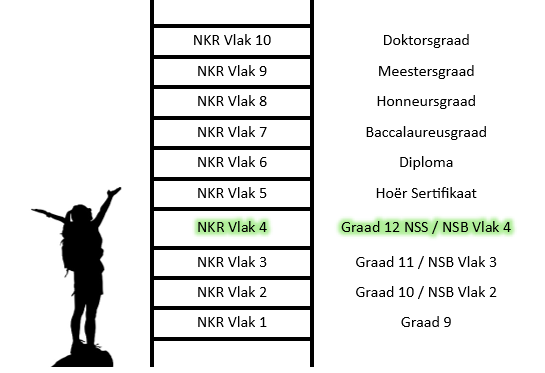 NKR Vlak 10 Doktorsgraad
NKR Vlak 9 Meestersgraad
NKR Vlak 8 Honneursgraad
NKR Vlak 7 Baccalaureusgraad
NKR Vlak 6 Diploma
NKR Vlak 5 Hoër Sertifikaat
NKR Vlak 4 Graad 12 NSS / NSB Vlak 4
NKR Vlak 3 Graad 11 / NSB Vlak 3
NKR Vlak 2 Graad 10 / NSB Vlak 2
NKR Vlak 1 Graad 9